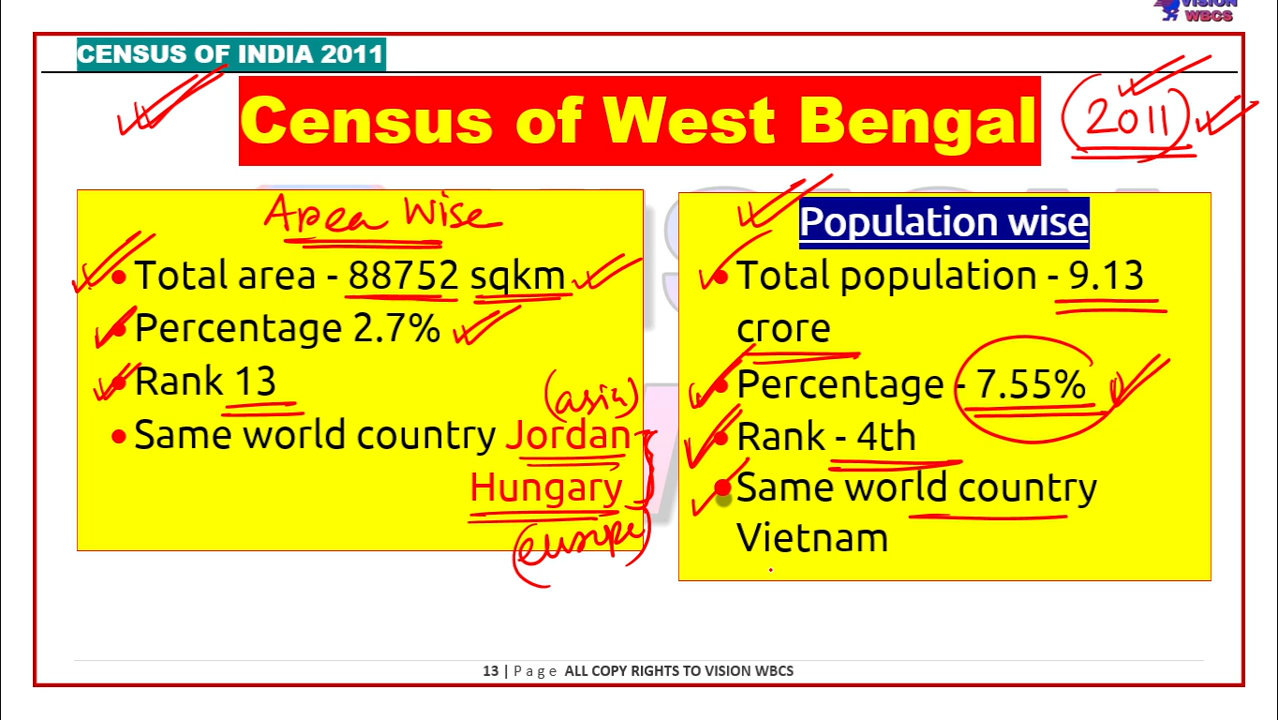 VISION
WBCS
CENSUS OF INDIA 2011
Census of West Bengal
2011
Area Wise
Total area - 88752 sqkm
Percentage 2.7%
Rank 13
(asia)
Same world country Jordan
Hungary
(europe)
Population wise
Total population - 9.13
crore
Percentage - 7.55%
Rank - 4th
Same world country
Vietnam
13 | Page ALL COPY RIGHTS TO VISION WBCS